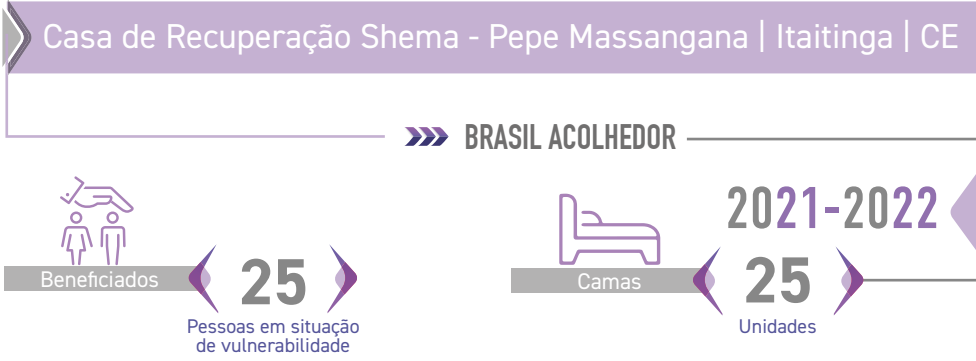 Casa de Recuperação Shema - Pepe Massangana | Itaitinga | CE
BRASIL ACOLHEDOR
2021-2022
Beneficiados
25
Pessoas em situação
de vulnerabilidade
Camas
25
Unidades